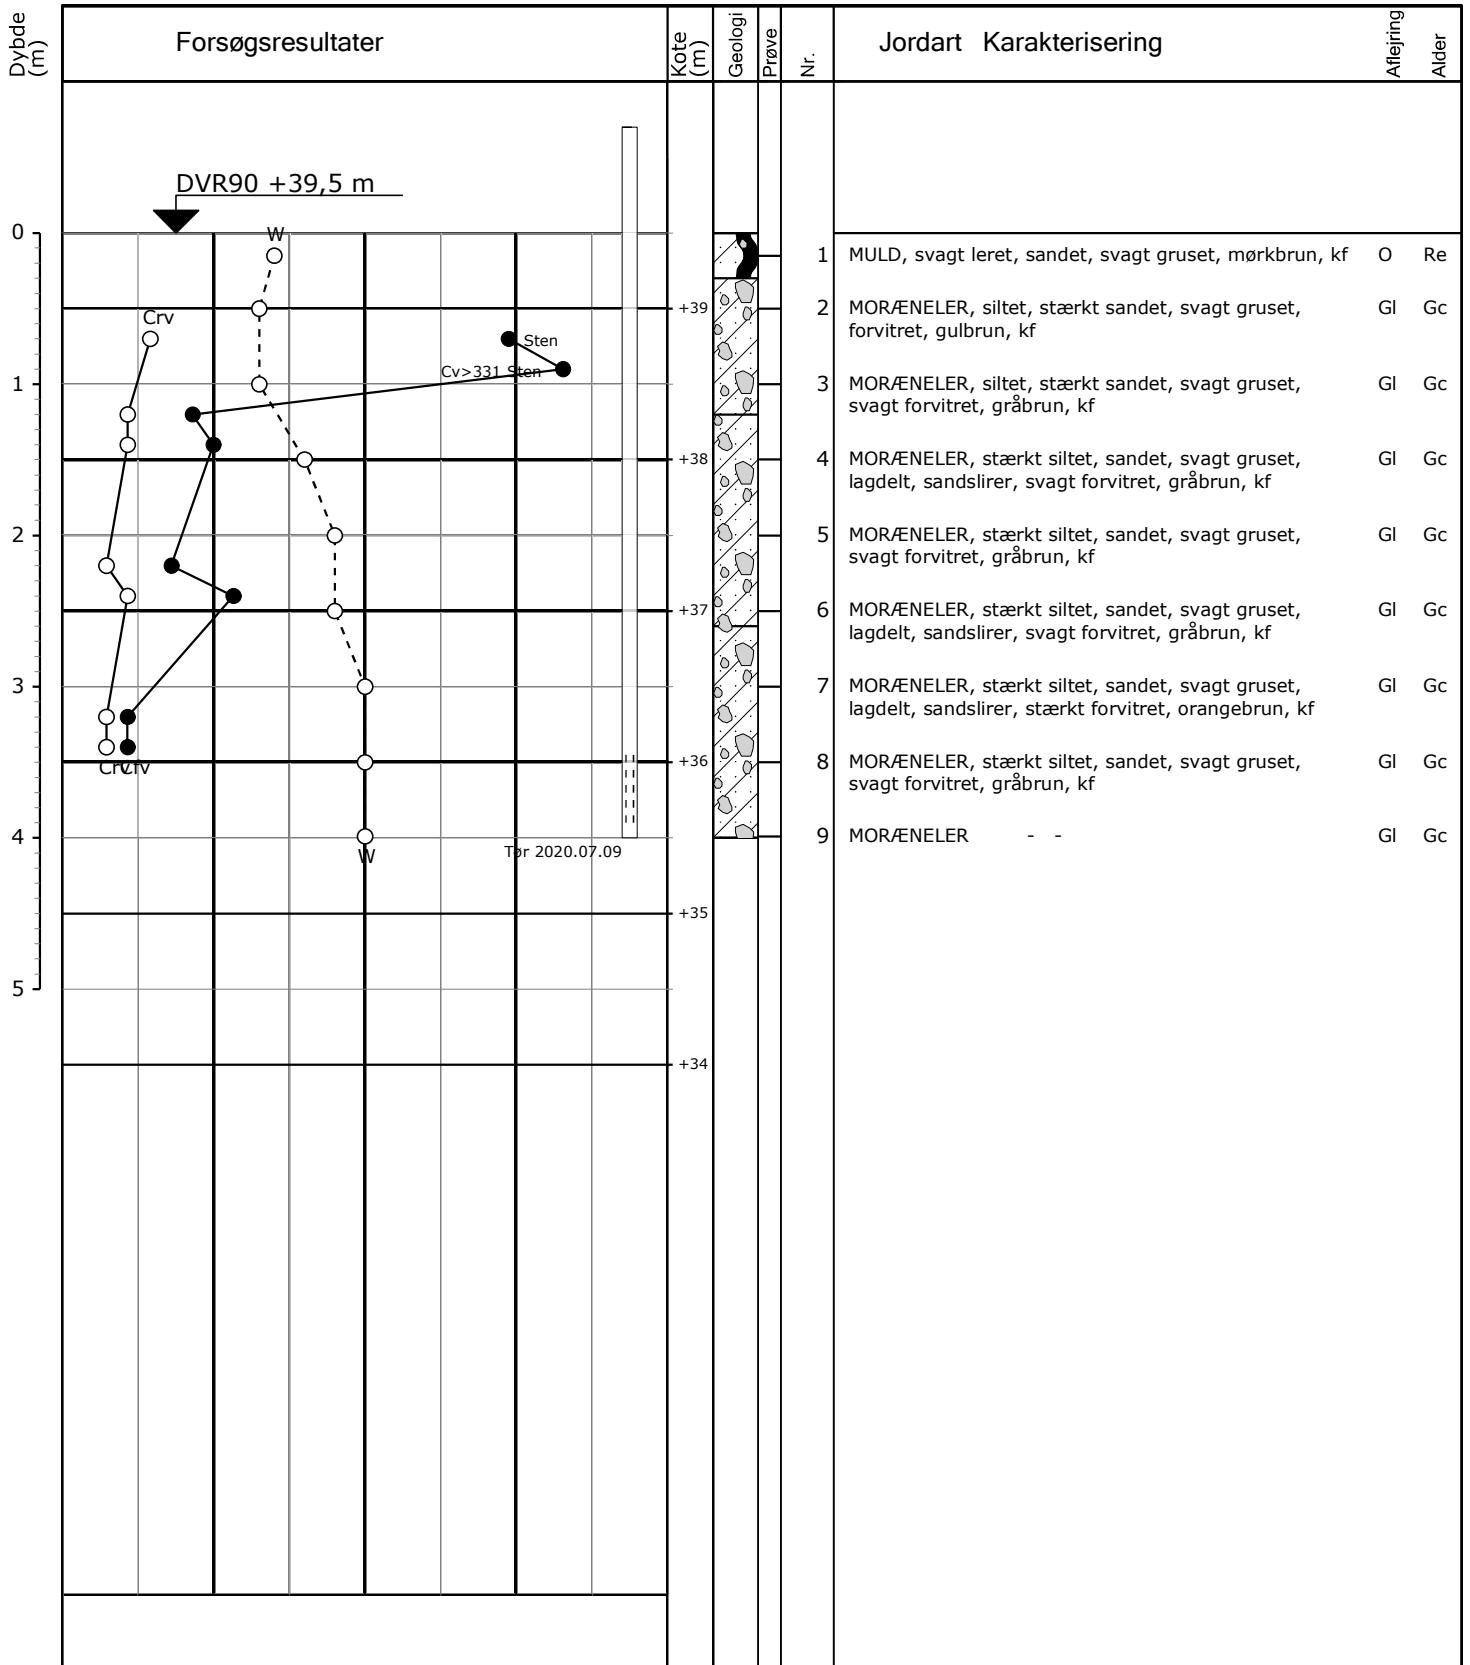 Dybde (m)
Forsøgsresultater
Kote (m)
Geologi
Prøve
Nr.
Jordart Karakterisering
Aflejring
Alder
DVR90 +39,5 m
0
W
1 MULD, svagt leret, sandet, svagt gruset, mørkbrun, kf O Re
+39
2 MORÆNELER, siltet, stærkt sandet, svagt gruset, Gl Gc
forvitret, gulbrun, kf
Crv
Sten
Cv>331 Sten
1
3 MORÆNELER, siltet, stærkt sandet, svagt gruset, Gl Gc
svagt forvitret, gråbrun, kf
+38
4 MORÆNELER, stærkt siltet, sandet, svagt gruset, Gl Gc
lagdelt, sandslirer, svagt forvitret, gråbrun, kf
2
5 MORÆNELER, stærkt siltet, sandet, svagt gruset, Gl Gc
svagt forvitret, gråbrun, kf
+37
6 MORÆNELER, stærkt siltet, sandet, svagt gruset, Gl Gc
lagdelt, sandslirer, svagt forvitret, gråbrun, kf
3
7 MORÆNELER, stærkt siltet, sandet, svagt gruset, Gl Gc
lagdelt, sandslirer, stærkt forvitret, orangebrun, kf
Crv
Cfv
+36
8 MORÆNELER, stærkt siltet, sandet, svagt gruset, Gl Gc
svagt forvitret, gråbrun, kf
4
9 MORÆNELER - - Gl Gc
W
Tør 2020.07.09
+35
5
+34